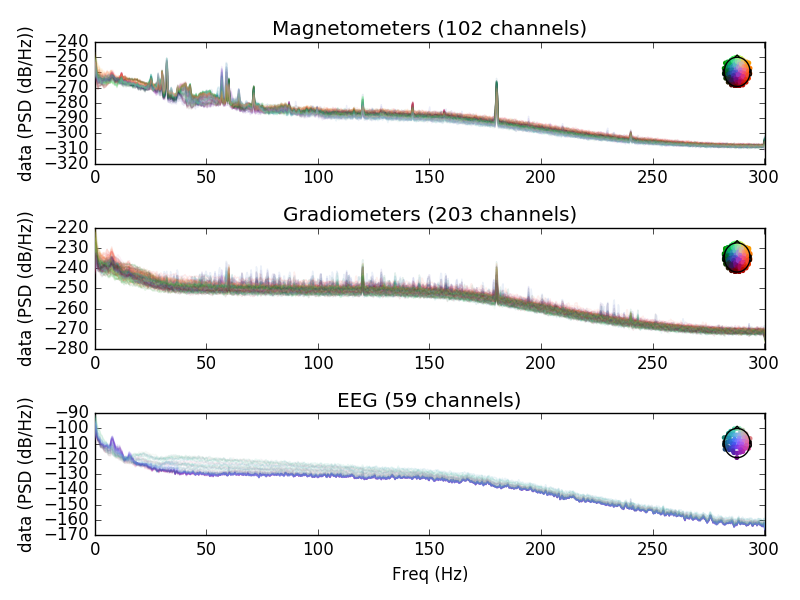 Magnetometers (102 channels)
data (PSD (dB/Hz))
−240
−250
−260
−270
−280
−290
−300
−310
−320
0 50 100 150 200 250 300
Gradiometers (203 channels)
data (PSD (dB/Hz))
−220
−230
−240
−250
−260
−270
−280
0 50 100 150 200 250 300
EEG (59 channels)
data (PSD (dB/Hz))
−90
−100
−110
−120
−130
−140
−150
−160
−170
0 50 100 150 200 250 300
Freq (Hz)